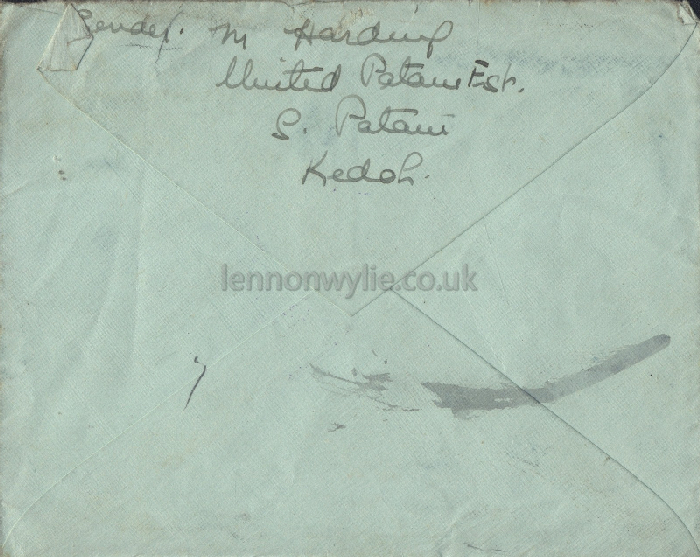 Sender. M Harding
United Patani Est.
S. Patani
Kedah.
lennonwylie.co.uk